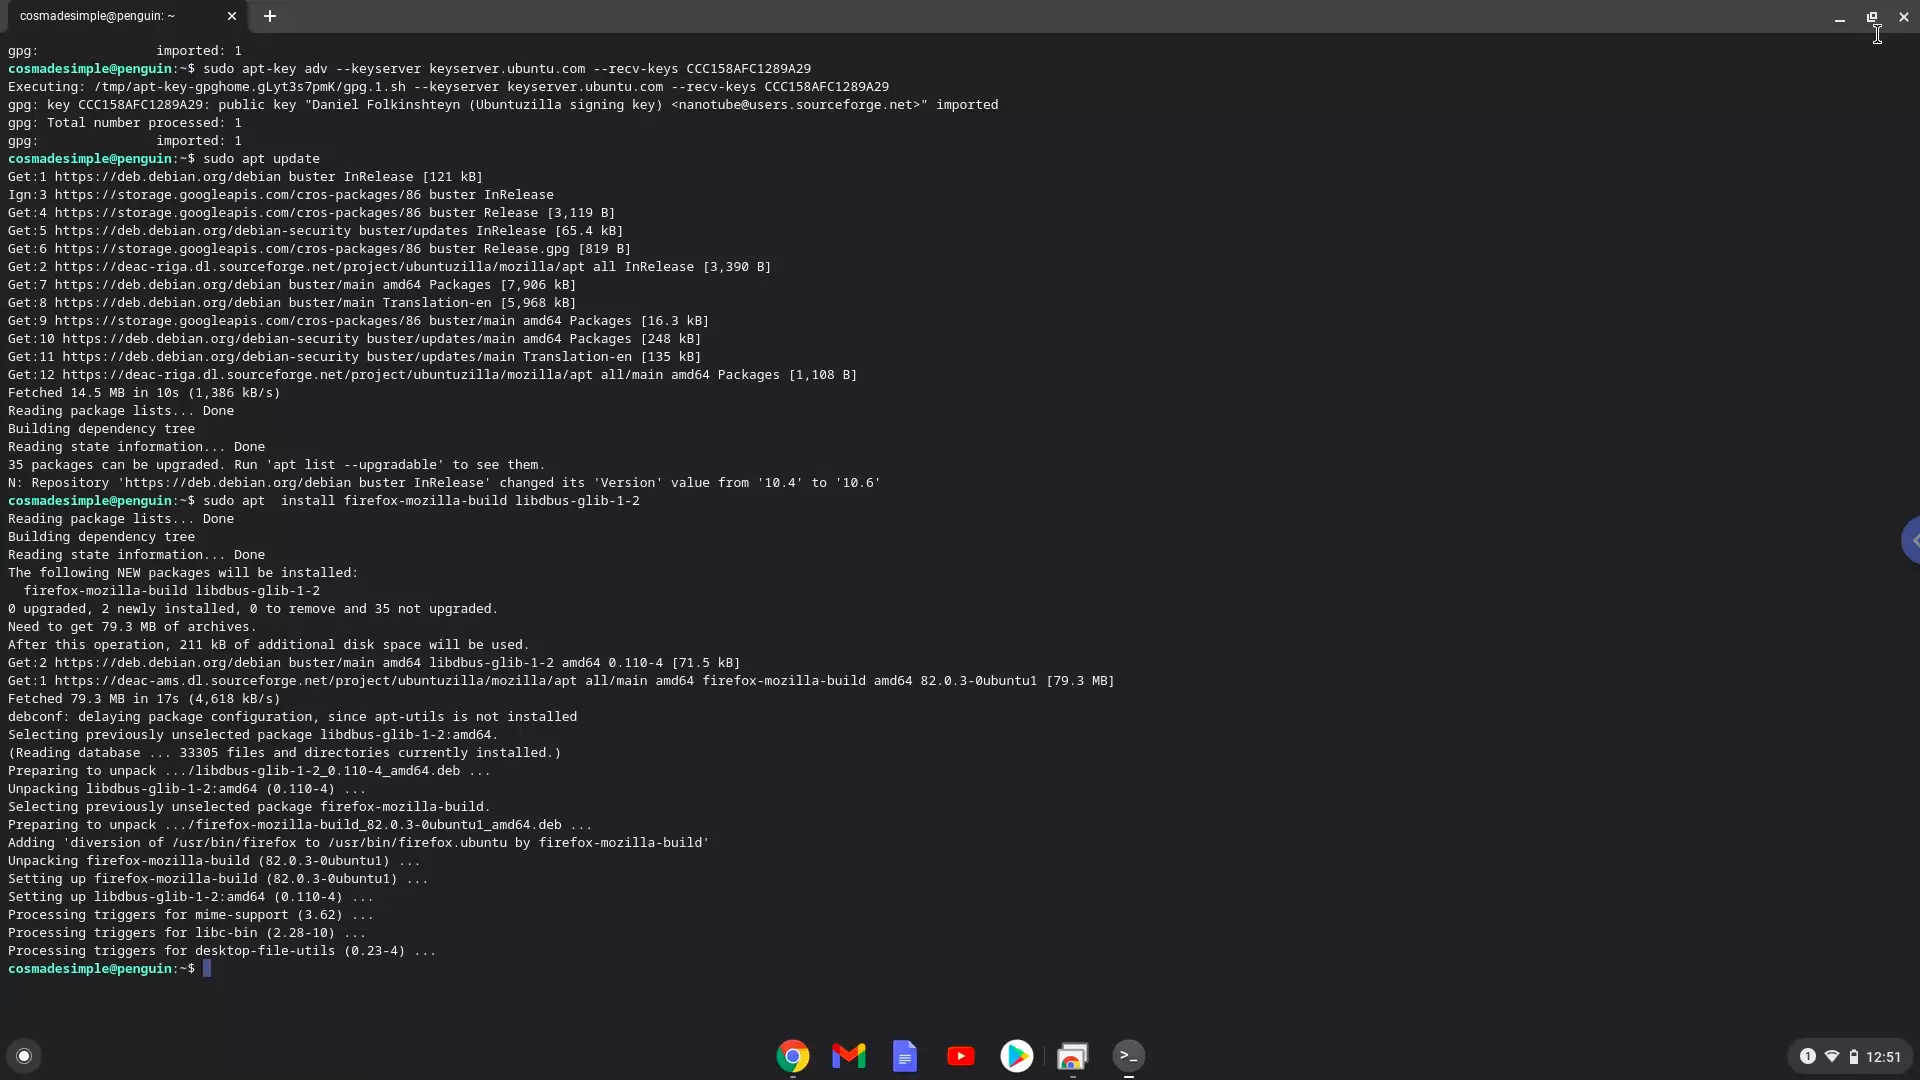 cosmadesimple@penguin: ~
gpg:               imported: 1
cosmadesimple@penguin:~$ sudo apt-key adv --keyserver keyserver.ubuntu.com --recv-keys CCC158AFC1289A29
Executing: /tmp/apt-key-gpghome.gLyt3s7pmK/gpg.1.sh --keyserver keyserver.ubuntu.com --recv-keys CCC158AFC1289A29
gpg: key CCC158AFC1289A29: public key "Daniel Folkinshteyn (Ubuntuzilla signing key) <nanotube@users.sourceforge.net>" imported
gpg: Total number processed: 1
gpg:               imported: 1
cosmadesimple@penguin:~$ sudo apt update
Get:1 https://deb.debian.org/debian buster InRelease [121 kB]
Ign:3 https://storage.googleapis.com/cros-packages/86 buster InRelease
Get:4 https://storage.googleapis.com/cros-packages/86 buster Release [3,119 B]
Get:5 https://deb.debian.org/debian-security buster/updates InRelease [65.4 kB]
Get:6 https://storage.googleapis.com/cros-packages/86 buster Release.gpg [819 B]
Get:2 https://deac-riga.dl.sourceforge.net/project/ubuntuzilla/mozilla/apt all InRelease [3,390 B]
Get:7 https://deb.debian.org/debian buster/main amd64 Packages [7,906 kB]
Get:8 https://deb.debian.org/debian buster/main Translation-en [5,968 kB]
Get:9 https://storage.googleapis.com/cros-packages/86 buster/main amd64 Packages [16.3 kB]
Get:10 https://deb.debian.org/debian-security buster/updates/main amd64 Packages [248 kB]
Get:11 https://deb.debian.org/debian-security buster/updates/main Translation-en [135 kB]
Get:12 https://deac-riga.dl.sourceforge.net/project/ubuntuzilla/mozilla/apt all/main amd64 Packages [1,108 B]
Fetched 14.5 MB in 10s (1,386 kB/s)
Reading package lists... Done
Building dependency tree
Reading state information... Done
35 packages can be upgraded. Run 'apt list --upgradable' to see them.
N: Repository 'https://deb.debian.org/debian buster InRelease' changed its 'Version' value from '10.4' to '10.6'
cosmadesimple@penguin:~$ sudo apt  install firefox-mozilla-build libdbus-glib-1-2
Reading package lists... Done
Building dependency tree
Reading state information... Done
The following NEW packages will be installed:
  firefox-mozilla-build libdbus-glib-1-2
0 upgraded, 2 newly installed, 0 to remove and 35 not upgraded.
Need to get 79.3 MB of archives.
After this operation, 211 kB of additional disk space will be used.
Get:2 https://deb.debian.org/debian buster/main amd64 libdbus-glib-1-2 amd64 0.110-4 [71.5 kB]
Get:1 https://deac-ams.dl.sourceforge.net/project/ubuntuzilla/mozilla/apt all/main amd64 firefox-mozilla-build amd64 82.0.3-0ubuntu1 [79.3 MB]
Fetched 79.3 MB in 17s (4,618 kB/s)
debconf: delaying package configuration, since apt-utils is not installed
Selecting previously unselected package libdbus-glib-1-2:amd64.
(Reading database ... 33305 files and directories currently installed.)
Preparing to unpack .../libdbus-glib-1-2_0.110-4_amd64.deb ...
Unpacking libdbus-glib-1-2:amd64 (0.110-4) ...
Selecting previously unselected package firefox-mozilla-build.
Preparing to unpack .../firefox-mozilla-build_82.0.3-0ubuntu1_amd64.deb ...
Adding 'diversion of /usr/bin/firefox to /usr/bin/firefox.ubuntu by firefox-mozilla-build'
Unpacking firefox-mozilla-build (82.0.3-0ubuntu1) ...
Setting up firefox-mozilla-build (82.0.3-0ubuntu1) ...
Setting up libdbus-glib-1-2:amd64 (0.110-4) ...
Processing triggers for mime-support (3.62) ...
Processing triggers for libc-bin (2.28-10) ...
Processing triggers for desktop-file-utils (0.23-4) ...
cosmadesimple@penguin:~$
>_
1 12:51